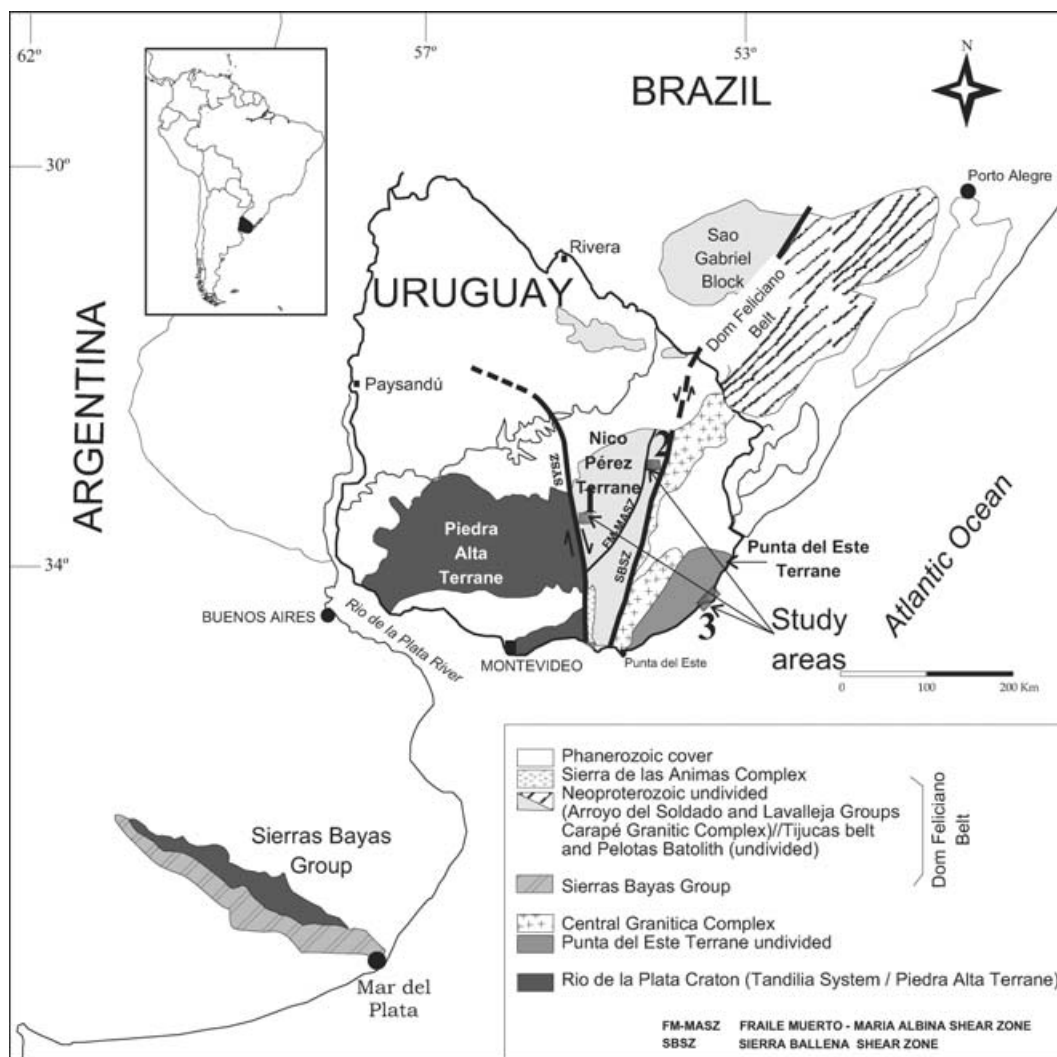 62º
57º
53º
N
BRAZIL
30º
Porto Alegre
Rivera
Sao
Gabriel
Block
URUGUAY
Dom Feliciano
Belt
ARGENTINA
Paysandú
Nico
Pérez
Terrane
2
SYSZ
1
FM-MASZ
SBSZ
Piedra
Alta
Terrane
34º
Punta del Este
Terrane
Atlantic Ocean
BUENOS AIRES
Rio de la Plata River
3
Study
areas
MONTEVIDEO
Punta del Este
0 100 200 Km
Phanerozoic cover
Sierra de las Animas Complex
Neoproterozoic undivided
(Arroyo del Soldado and Lavalleja Groups
Carapé Granitic Complex)//Tijucas belt
and Pelotas Batolith (undivided)
Dom Feliciano
Belt
Sierras Bayas Group
Central Granitica Complex
Punta del Este Terrane undivided
Rio de la Plata Craton (Tandilia System / Piedra Alta Terrane)
FM-MASZ FRAILE MUERTO - MARIA ALBINA SHEAR ZONE
SBSZ SIERRA BALLENA SHEAR ZONE
Sierras Bayas
Group
Mar del
Plata